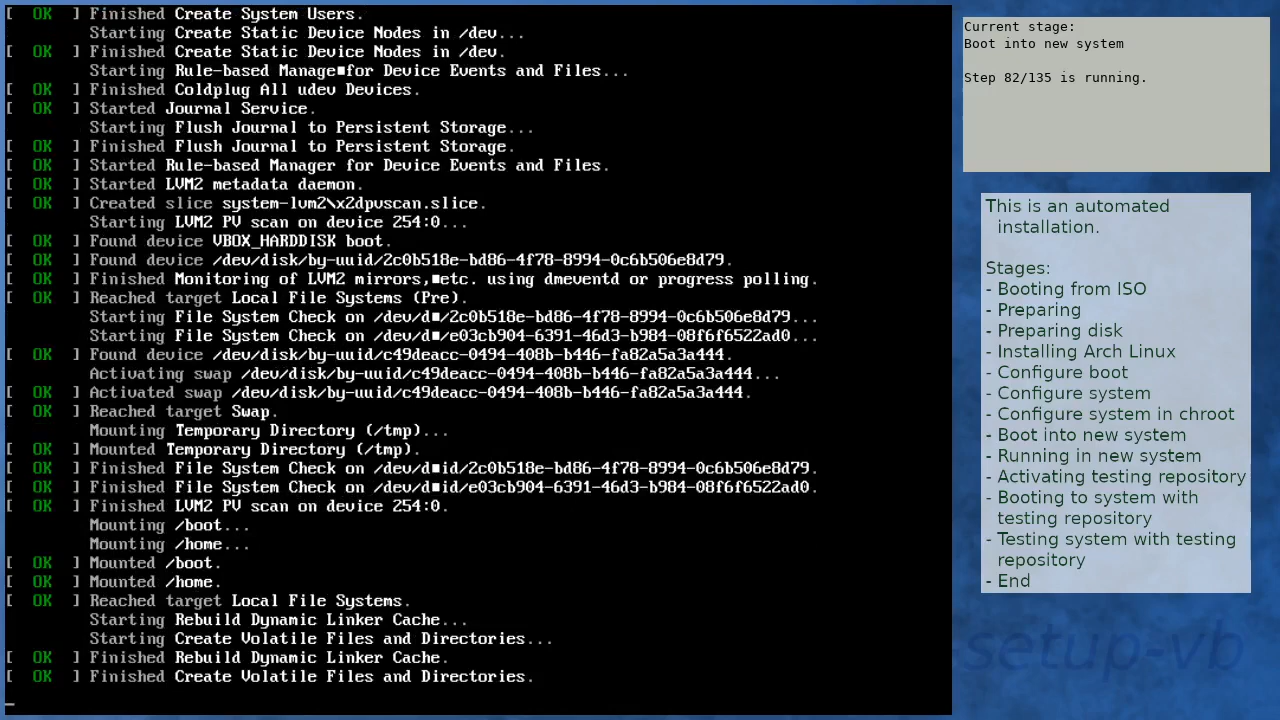 [  OK  ] Finished Create System Users.
Starting Create Static Device Nodes in /dev...
[  OK  ] Finished Create Static Device Nodes in /dev.
Starting Rule-based Manage■for Device Events and Files...
[  OK  ] Finished Coldplug All udev Devices.
[  OK  ] Started Journal Service.
Starting Flush Journal to Persistent Storage...
[  OK  ] Finished Flush Journal to Persistent Storage.
[  OK  ] Started Rule-based Manager for Device Events and Files.
[  OK  ] Started LVM2 metadata daemon.
[  OK  ] Created slice system-lvm2\x2dpvscan.slice.
Starting LVM2 PV scan on device 254:0...
[  OK  ] Found device VBOX_HARDDISK boot.
[  OK  ] Found device /dev/disk/by-uuid/2c0b518e-bd86-4f78-8994-0c6b506e8d79.
[  OK  ] Finished Monitoring of LVM2 mirrors,■etc. using dmeventd or progress polling.
[  OK  ] Reached target Local File Systems (Pre).
Starting File System Check on /dev/d■/2c0b518e-bd86-4f78-8994-0c6b506e8d79...
Starting File System Check on /dev/d■/e03cb904-6391-46d3-b984-08f6f6522ad0...
[  OK  ] Found device /dev/disk/by-uuid/c49deacc-0494-408b-b446-fa82a5a3a444.
Activating swap /dev/disk/by-uuid/c49deacc-0494-408b-b446-fa82a5a3a444...
[  OK  ] Activated swap /dev/disk/by-uuid/c49deacc-0494-408b-b446-fa82a5a3a444.
[  OK  ] Reached target Swap.
Mounting Temporary Directory (/tmp)...
[  OK  ] Mounted Temporary Directory (/tmp).
[  OK  ] Finished File System Check on /dev/d■id/2c0b518e-bd86-4f78-8994-0c6b506e8d79.
[  OK  ] Finished File System Check on /dev/d■id/e03cb904-6391-46d3-b984-08f6f6522ad0.
[  OK  ] Finished LVM2 PV scan on device 254:0.
Mounting /boot...
Mounting /home...
[  OK  ] Mounted /boot.
[  OK  ] Mounted /home.
[  OK  ] Reached target Local File Systems.
Starting Rebuild Dynamic Linker Cache...
Starting Create Volatile Files and Directories...
[  OK  ] Finished Rebuild Dynamic Linker Cache.
[  OK  ] Finished Create Volatile Files and Directories.
Current stage:
Boot into new system
Step 82/135 is running.
This is an automated
installation.
Stages:
- Booting from ISO
- Preparing
- Preparing disk
- Installing Arch Linux
- Configure boot
- Configure system
- Configure system in chroot
- Boot into new system
- Running in new system
- Activating testing repository
- Booting to system with
testing repository
- Testing system with testing
repository
- End
-setup-vb